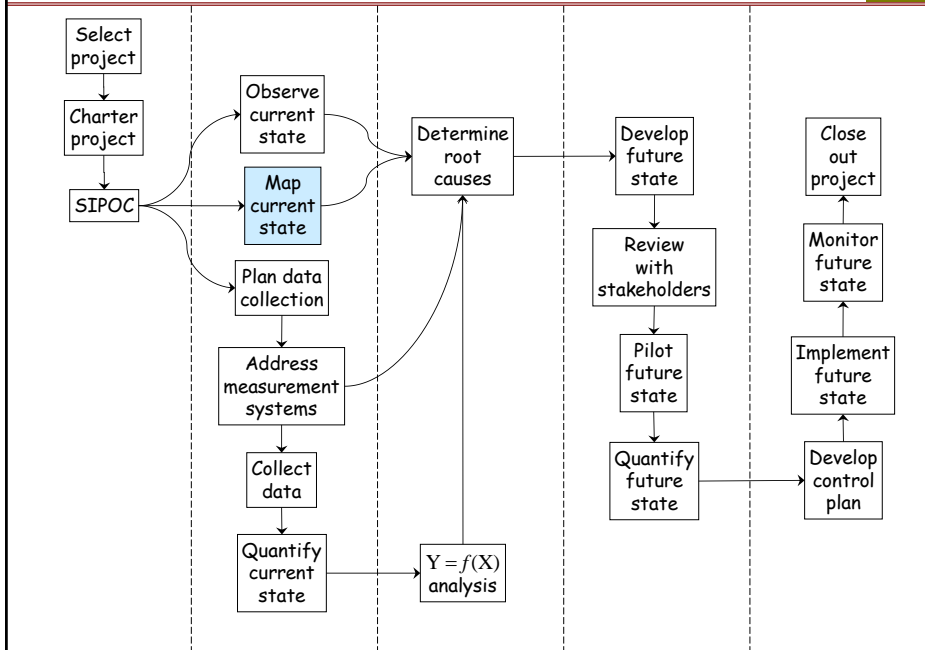 Select
project
Charter
project
SIPOC
Observe
current
state
Map
current
state
Plan data
collection
Address
measurement
systems
Collect
data
Quantify
current
state
Determine
root
causes
Y = f(X)
analysis
Develop
future
state
Review
with
stakeholders
Pilot
future
state
Quantify
future
state
Close
out
project
Monitor
future
state
Implement
future
state
Develop
control
plan